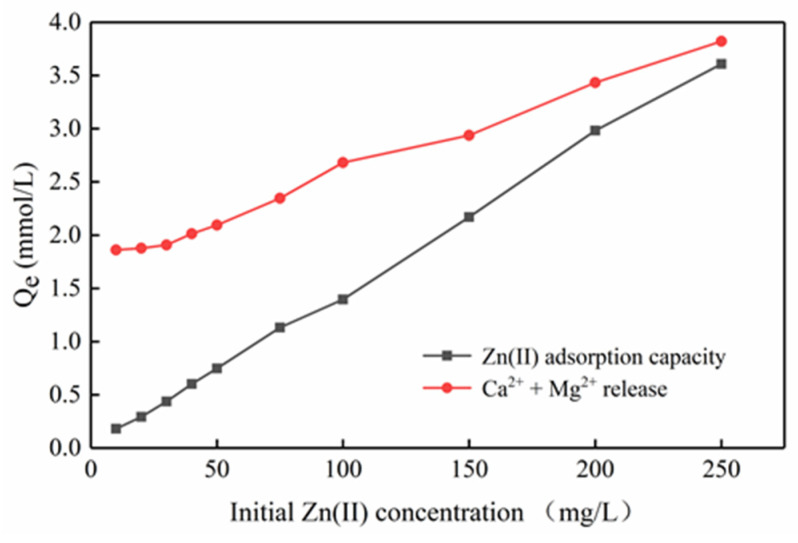 4.0
3.5
3.0
2.5
2.0
1.5
1.0
0.5
0.0
Qe (mmol/L)
Zn(II) adsorption capacity
Ca²⁺ + Mg²⁺ release
0 50 100 150 200 250
Initial Zn(II) concentration （mg/L）